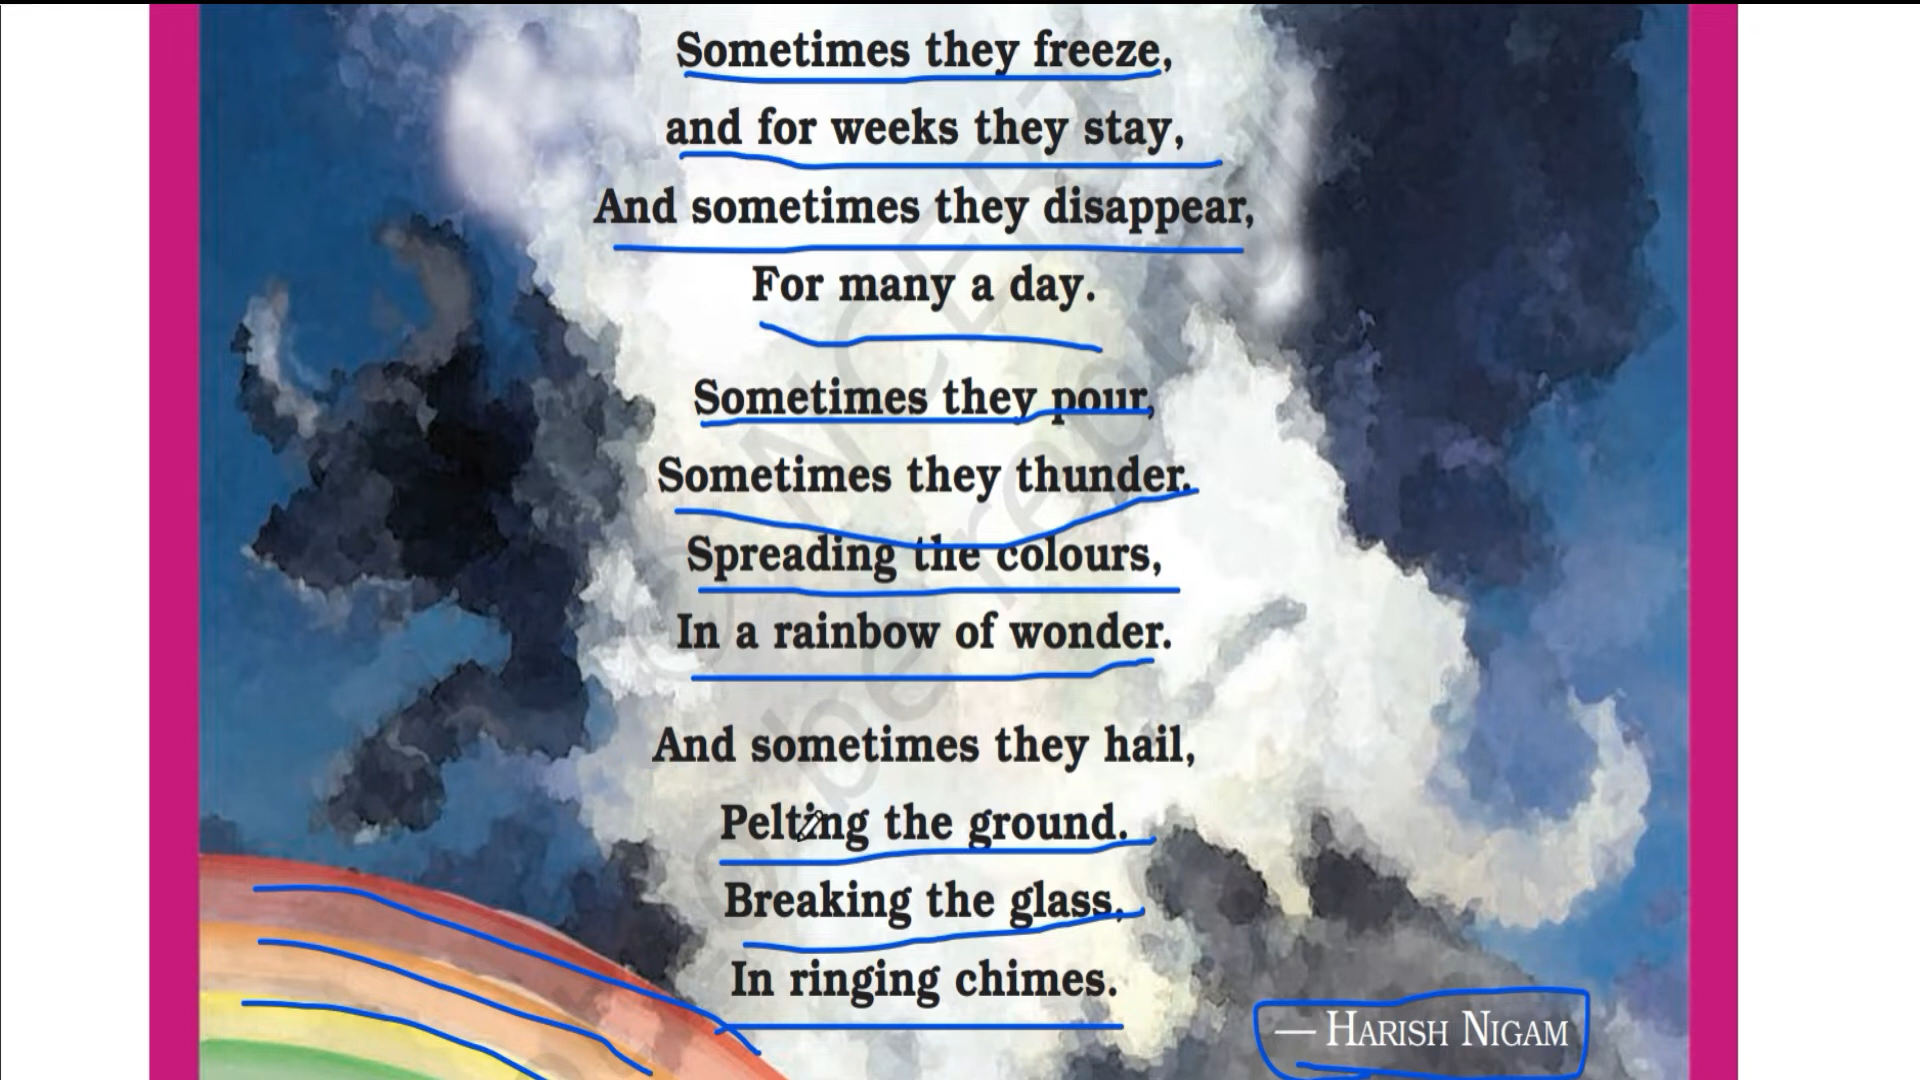 Sometimes they freeze,
and for weeks they stay,
And sometimes they disappear,
For many a day.
Sometimes they pour,
Sometimes they thunder.
Spreading the colours,
In a rainbow of wonder.
And sometimes they hail,
Pelting the ground.
Breaking the glass,
In ringing chimes.
— HARISH NIGAM